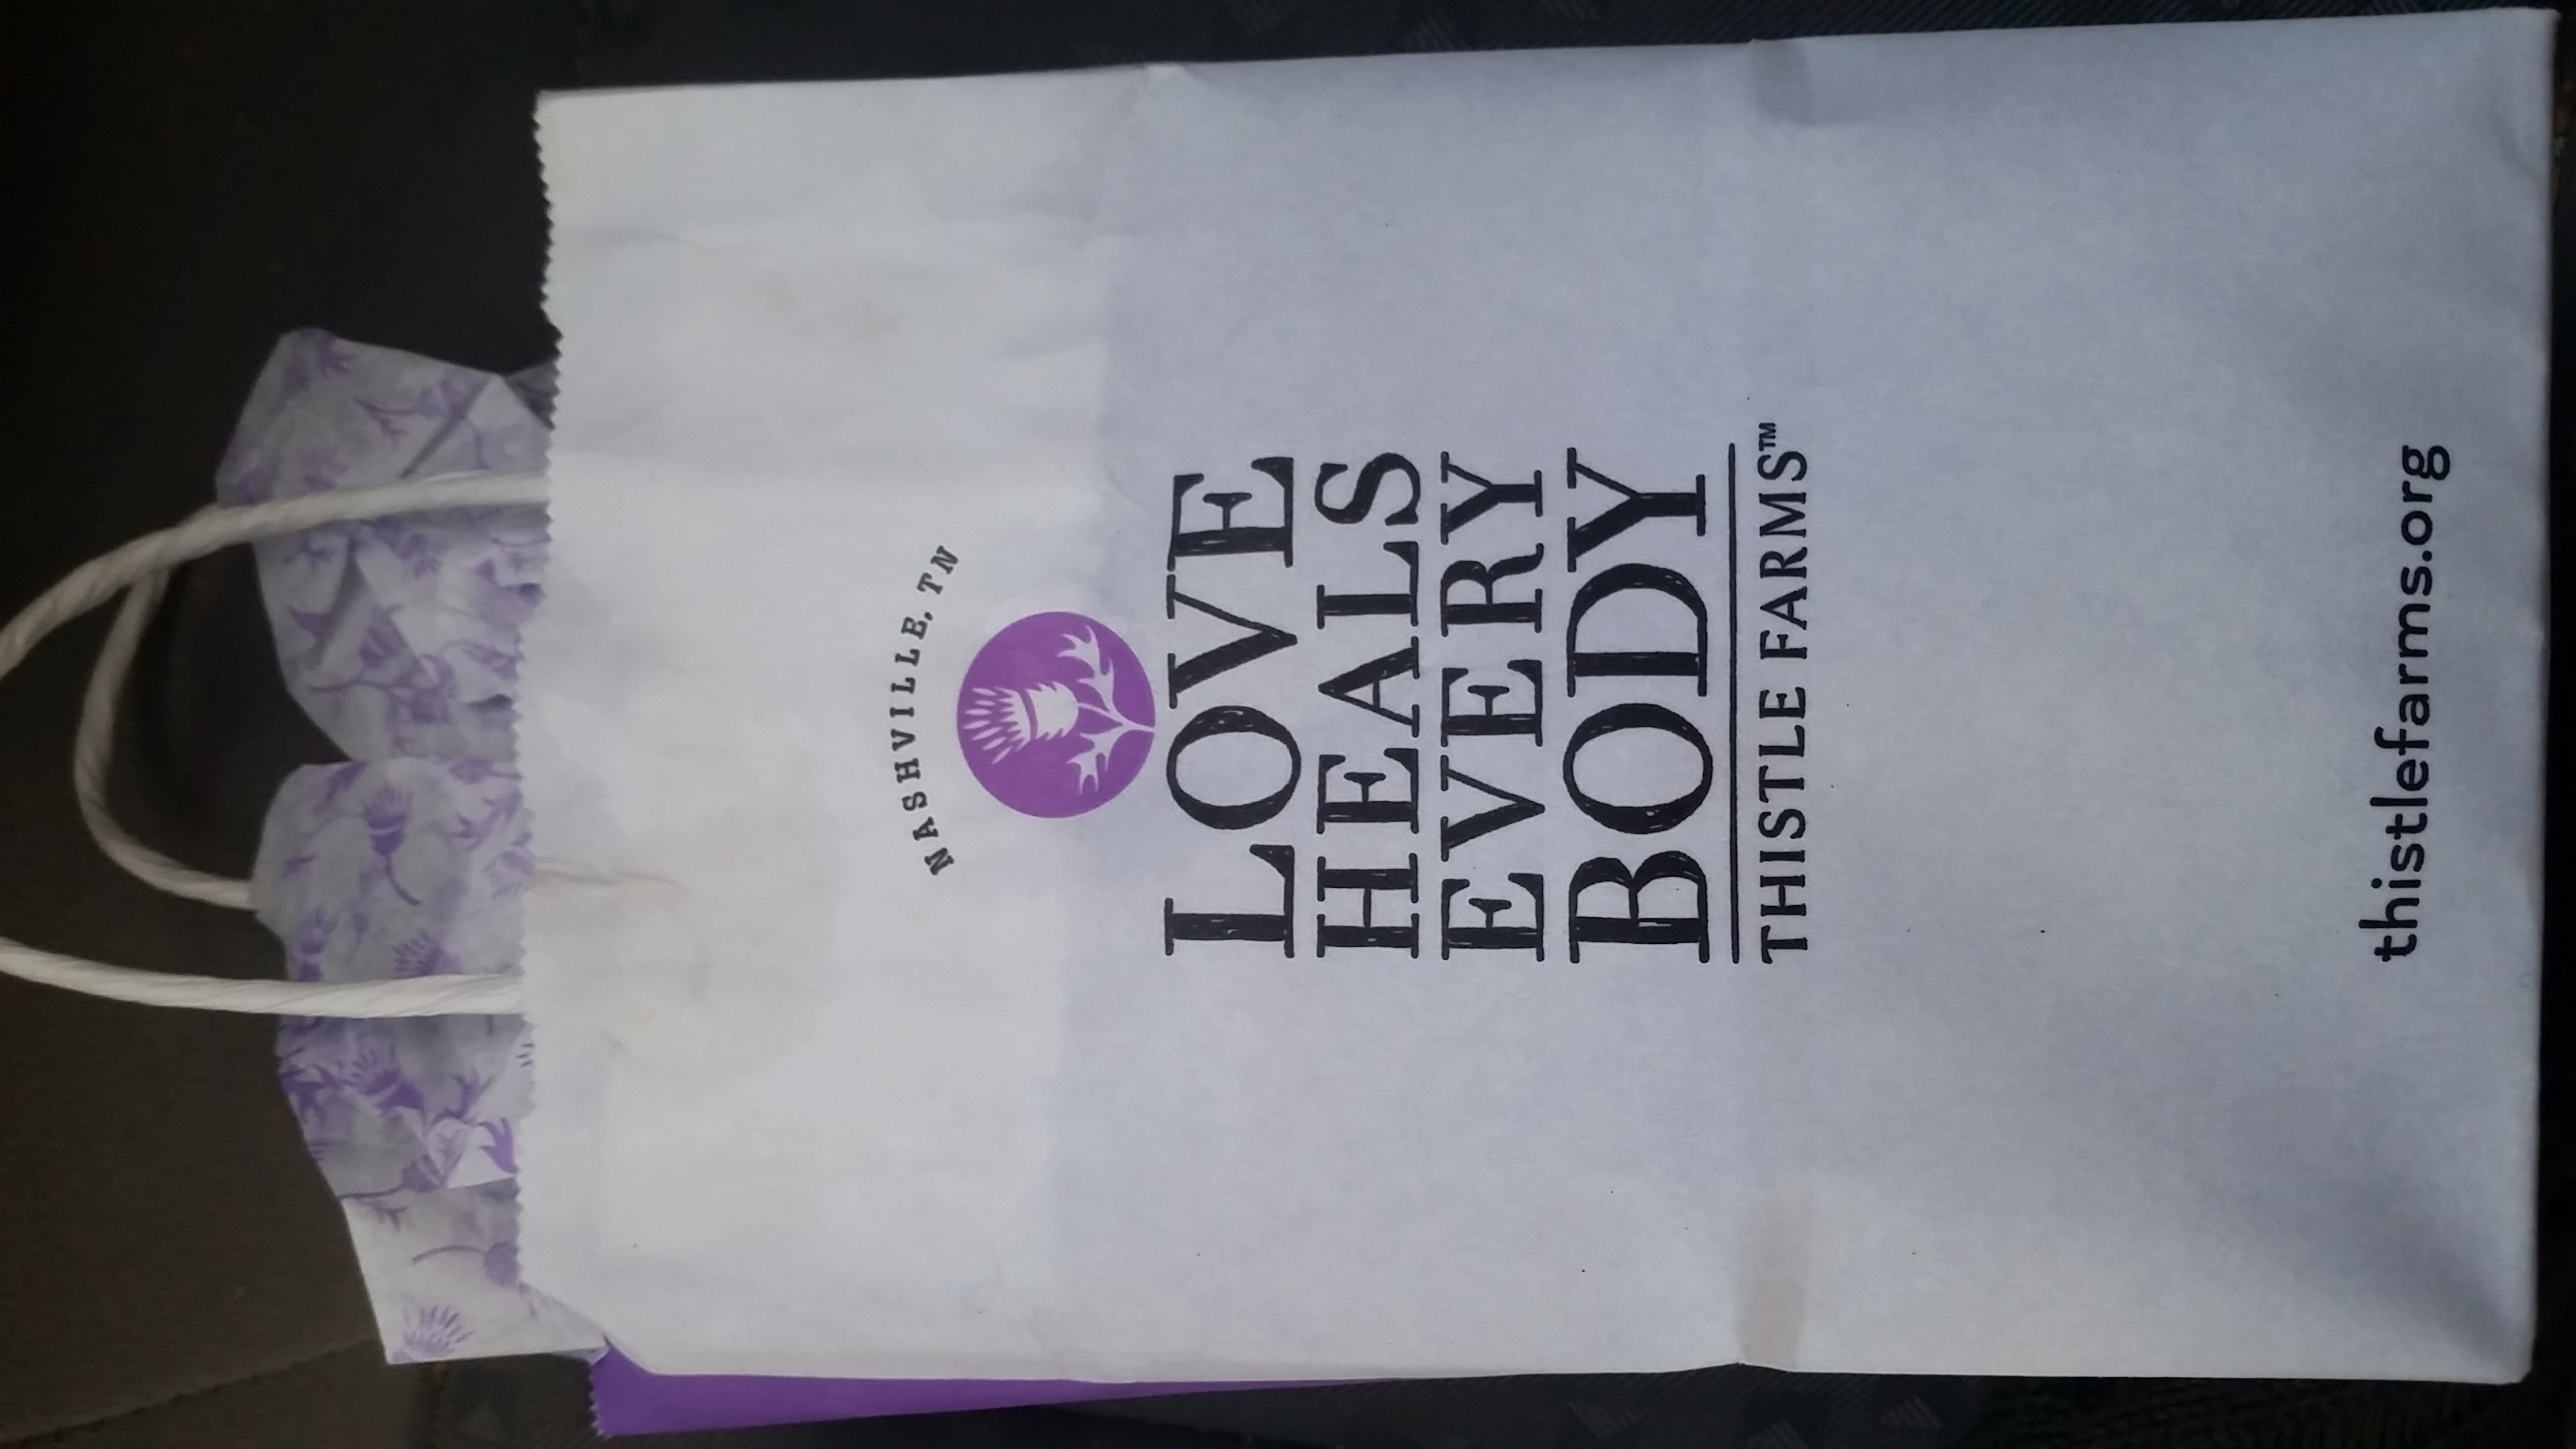 NASHVILLE, TN
LOVE
HEALS
EVERY
BODY
THISTLE FARMS™
thistlefarms.org